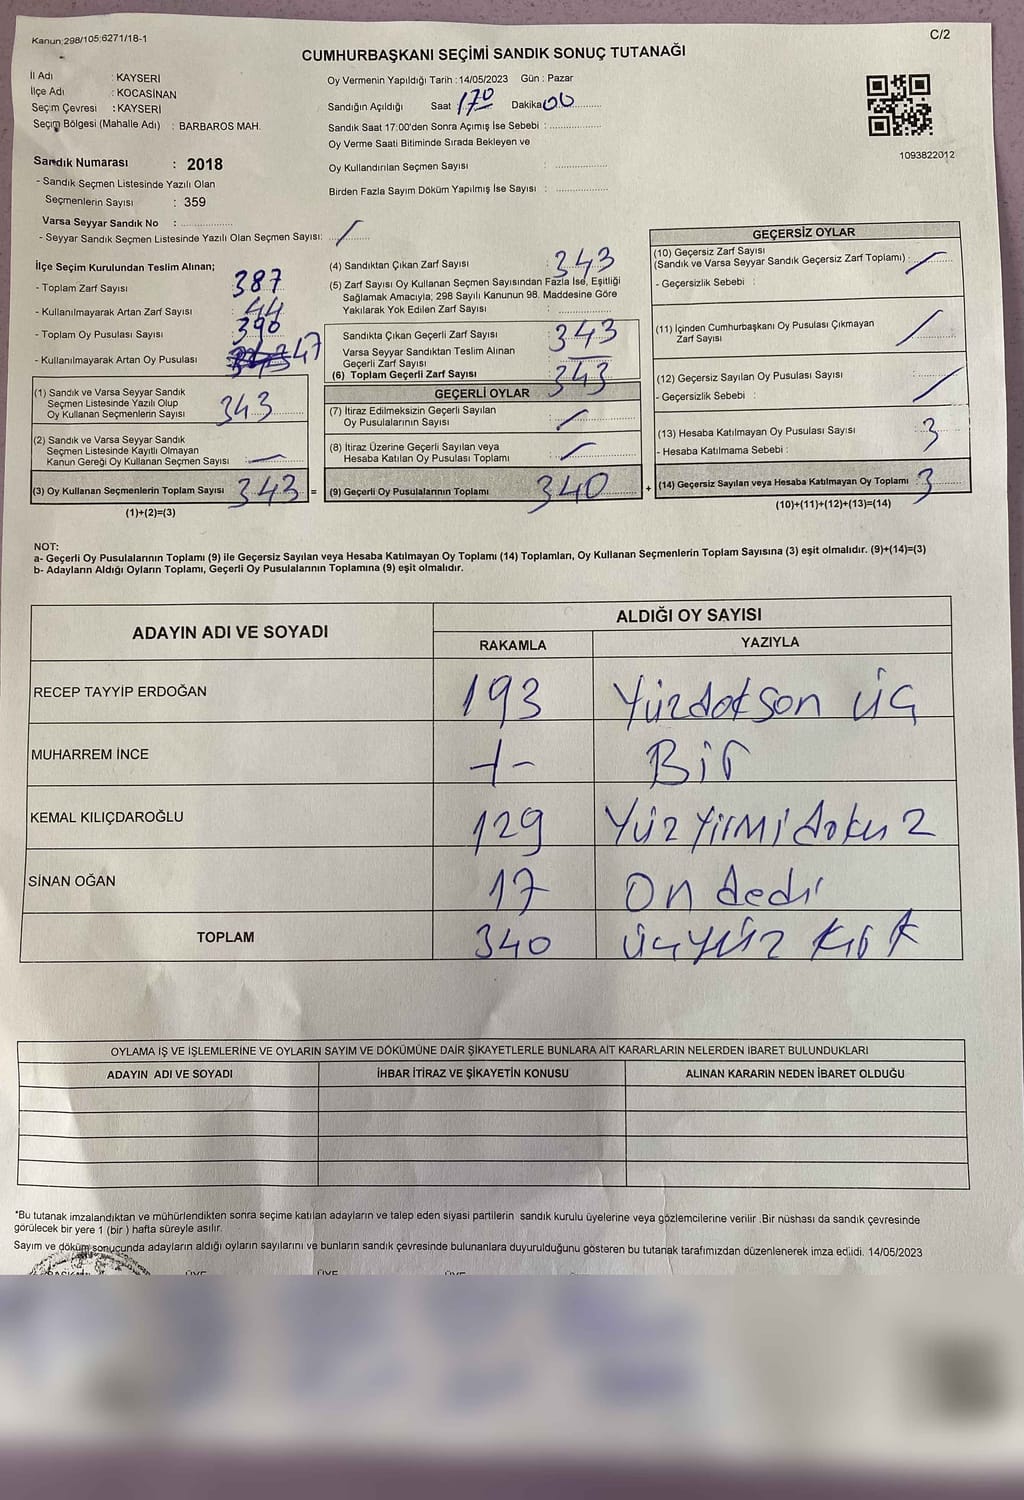 Kanun:298/105;6271/18-1
C/2
CUMHURBAŞKANI SEÇİMİ SANDIK SONUÇ TUTANAĞI
İl Adı : KAYSERİ
İlçe Adı : KOCASİNAN
Seçim Çevresi : KAYSERİ
Seçim Bölgesi (Mahalle Adı) : BARBAROS MAH.
Oy Vermenin Yapıldığı Tarih :14/05/2023 Gün : Pazar
Sandığın Açıldığı Saat 170 Dakika 00
Sandık Saat 17:00'den Sonra Açımış İse Sebebi :
Oy Verme Saati Bitiminde Sırada Bekleyen ve
Oy Kullandırılan Seçmen Sayısı :
Birden Fazla Sayım Döküm Yapılmış İse Sayısı :
1093822012
Sandık Numarası : 2018
- Sandık Seçmen Listesinde Yazılı Olan
Seçmenlerin Sayısı : 359
Varsa Seyyar Sandık No :
- Seyyar Sandık Seçmen Listesinde Yazılı Olan Seçmen Sayısı:
İlçe Seçim Kurulundan Teslim Alınan;
- Toplam Zarf Sayısı 387
- Kullanılmayarak Artan Zarf Sayısı 44
- Toplam Oy Pusulası Sayısı 390
- Kullanılmayarak Artan Oy Pusulası 47
(1) Sandık ve Varsa Seyyar Sandık
Seçmen Listesinde Yazılı Olup
Oy Kullanan Seçmenlerin Sayısı 343
(2) Sandık ve Varsa Seyyar Sandık
Seçmen Listesinde Kayıtlı Olmayan
Kanun Gereği Oy Kullanan Seçmen Sayısı
(3) Oy Kullanan Seçmenlerin Toplam Sayısı 343 =
(1)+(2)=(3)
(4) Sandıktan Çıkan Zarf Sayısı 343
(5) Zarf Sayısı Oy Kullanan Seçmen Sayısından Fazla İse, Eşitliği
Sağlamak Amacıyla; 298 Sayılı Kanunun 98. Maddesine Göre
Yakılarak Yok Edilen Zarf Sayısı :
Sandıkta Çıkan Geçerli Zarf Sayısı 343
Varsa Seyyar Sandıktan Teslim Alınan
Geçerli Zarf Sayısı
(6) Toplam Geçerli Zarf Sayısı 343
GEÇERLİ OYLAR
(7) İtiraz Edilmeksizin Geçerli Sayılan
Oy Pusulalarının Sayısı
(8) İtiraz Üzerine Geçerli Sayılan veya
Hesaba Katılan Oy Pusulası Toplamı
(9) Geçerli Oy Pusulalarının Toplamı 340 +
GEÇERSİZ OYLAR
(10) Geçersiz Zarf Sayısı
(Sandık ve Varsa Seyyar Sandık Geçersiz Zarf Toplamı) :
- Geçersizlik Sebebi :
(11) İçinden Cumhurbaşkanı Oy Pusulası Çıkmayan
Zarf Sayısı
(12) Geçersiz Sayılan Oy Pusulası Sayısı
- Geçersizlik Sebebi :
(13) Hesaba Katılmayan Oy Pusulası Sayısı : 3
- Hesaba Katılmama Sebebi :
(14) Geçersiz Sayılan veya Hesaba Katılmayan Oy Toplamı : 3
(10)+(11)+(12)+(13)=(14)
NOT:
a- Geçerli Oy Pusulalarının Toplamı (9) ile Geçersiz Sayılan veya Hesaba Katılmayan Oy Toplamı (14) Toplamları, Oy Kullanan Seçmenlerin Toplam Sayısına (3) eşit olmalıdır. (9)+(14)=(3)
b- Adayların Aldığı Oyların Toplamı, Geçerli Oy Pusulalarının Toplamına (9) eşit olmalıdır.
ADAYIN ADI VE SOYADI
ALDIĞI OY SAYISI
RAKAMLA YAZIYLA
RECEP TAYYİP ERDOĞAN 193 Yüzdokson üç
MUHARREM İNCE -1- Bir
KEMAL KILIÇDAROĞLU 129 Yüz yirmi dokuz
SİNAN OĞAN 17 On dedi
TOPLAM 340 üçyüz kırk
OYLAMA İŞ VE İŞLEMLERİNE VE OYLARIN SAYIM VE DÖKÜMÜNE DAİR ŞİKAYETLERLE BUNLARA AİT KARARLARIN NELERDEN İBARET BULUNDUKLARI
ADAYIN ADI VE SOYADI İHBAR İTİRAZ VE ŞİKAYETİN KONUSU ALINAN KARARIN NEDEN İBARET OLDUĞU
*Bu tutanak imzalandıktan ve mühürlendikten sonra seçime katılan adayların ve talep eden siyasi partilerin sandık kurulu üyelerine veya gözlemcilerine verilir .Bir nüshası da sandık çevresinde
görülecek bir yere 1 (bir ) hafta süreyle asılır.
Sayım ve döküm sonucunda adayların aldığı oyların sayılarını ve bunların sandık çevresinde bulunanlara duyurulduğunu gösteren bu tutanak tarafımızdan düzenlenerek imza edildi. 14/05/2023
BAŞKAN ÜYE ÜYE ÜYE